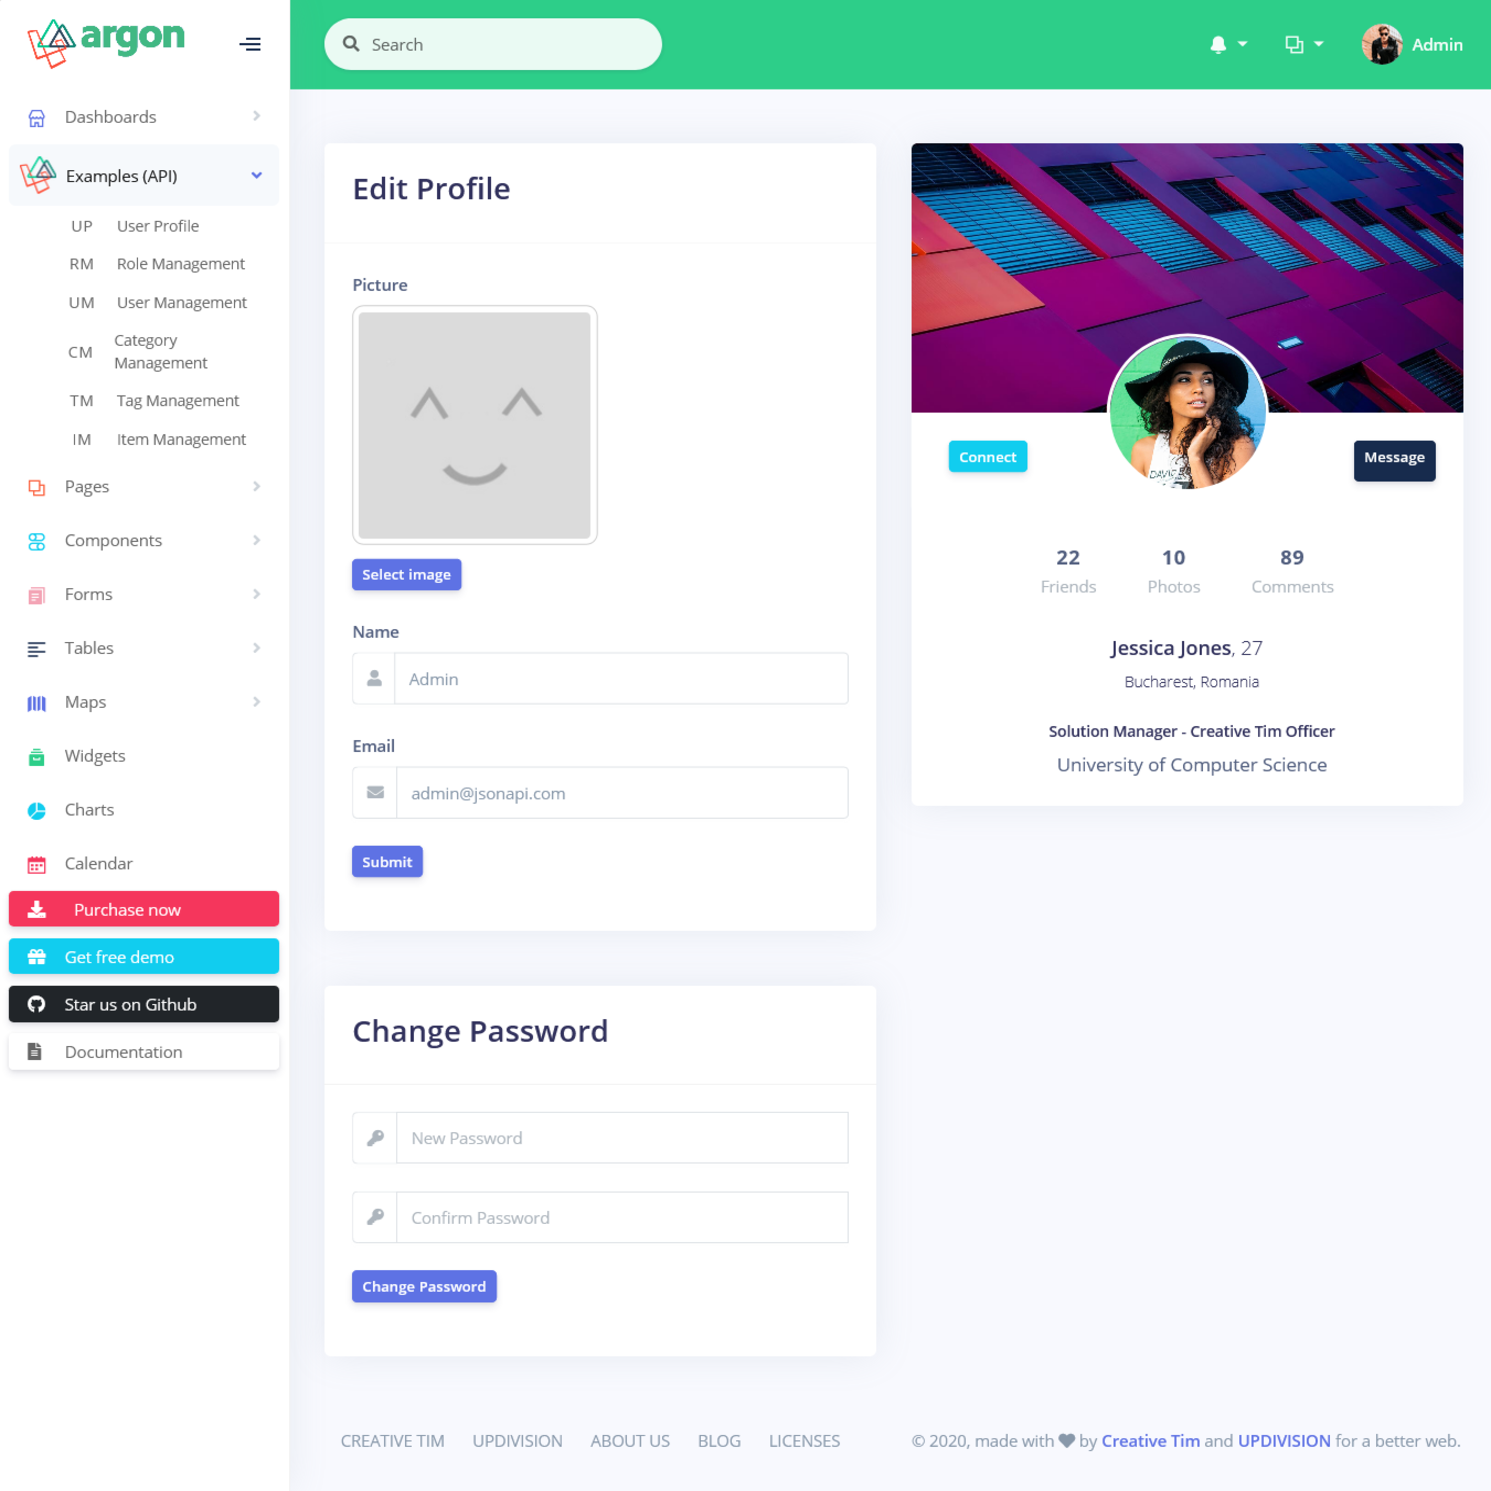 argon
Search
Admin
Dashboards
Examples (API)
UP User Profile
RM Role Management
UM User Management
CM Category
Management
TM Tag Management
IM Item Management
Pages
Components
Forms
Tables
Maps
Widgets
Charts
Calendar
Purchase now
Get free demo
Star us on Github
Documentation
Edit Profile
Picture
Select image
Name
Admin
Email
admin@jsonapi.com
Submit
Change Password
New Password
Confirm Password
Change Password
Connect
Message
22 10 89
Friends Photos Comments
Jessica Jones, 27
Bucharest, Romania
Solution Manager - Creative Tim Officer
University of Computer Science
CREATIVE TIM UPDIVISION ABOUT US BLOG LICENSES
© 2020, made with ♥ by Creative Tim and UPDIVISION for a better web.